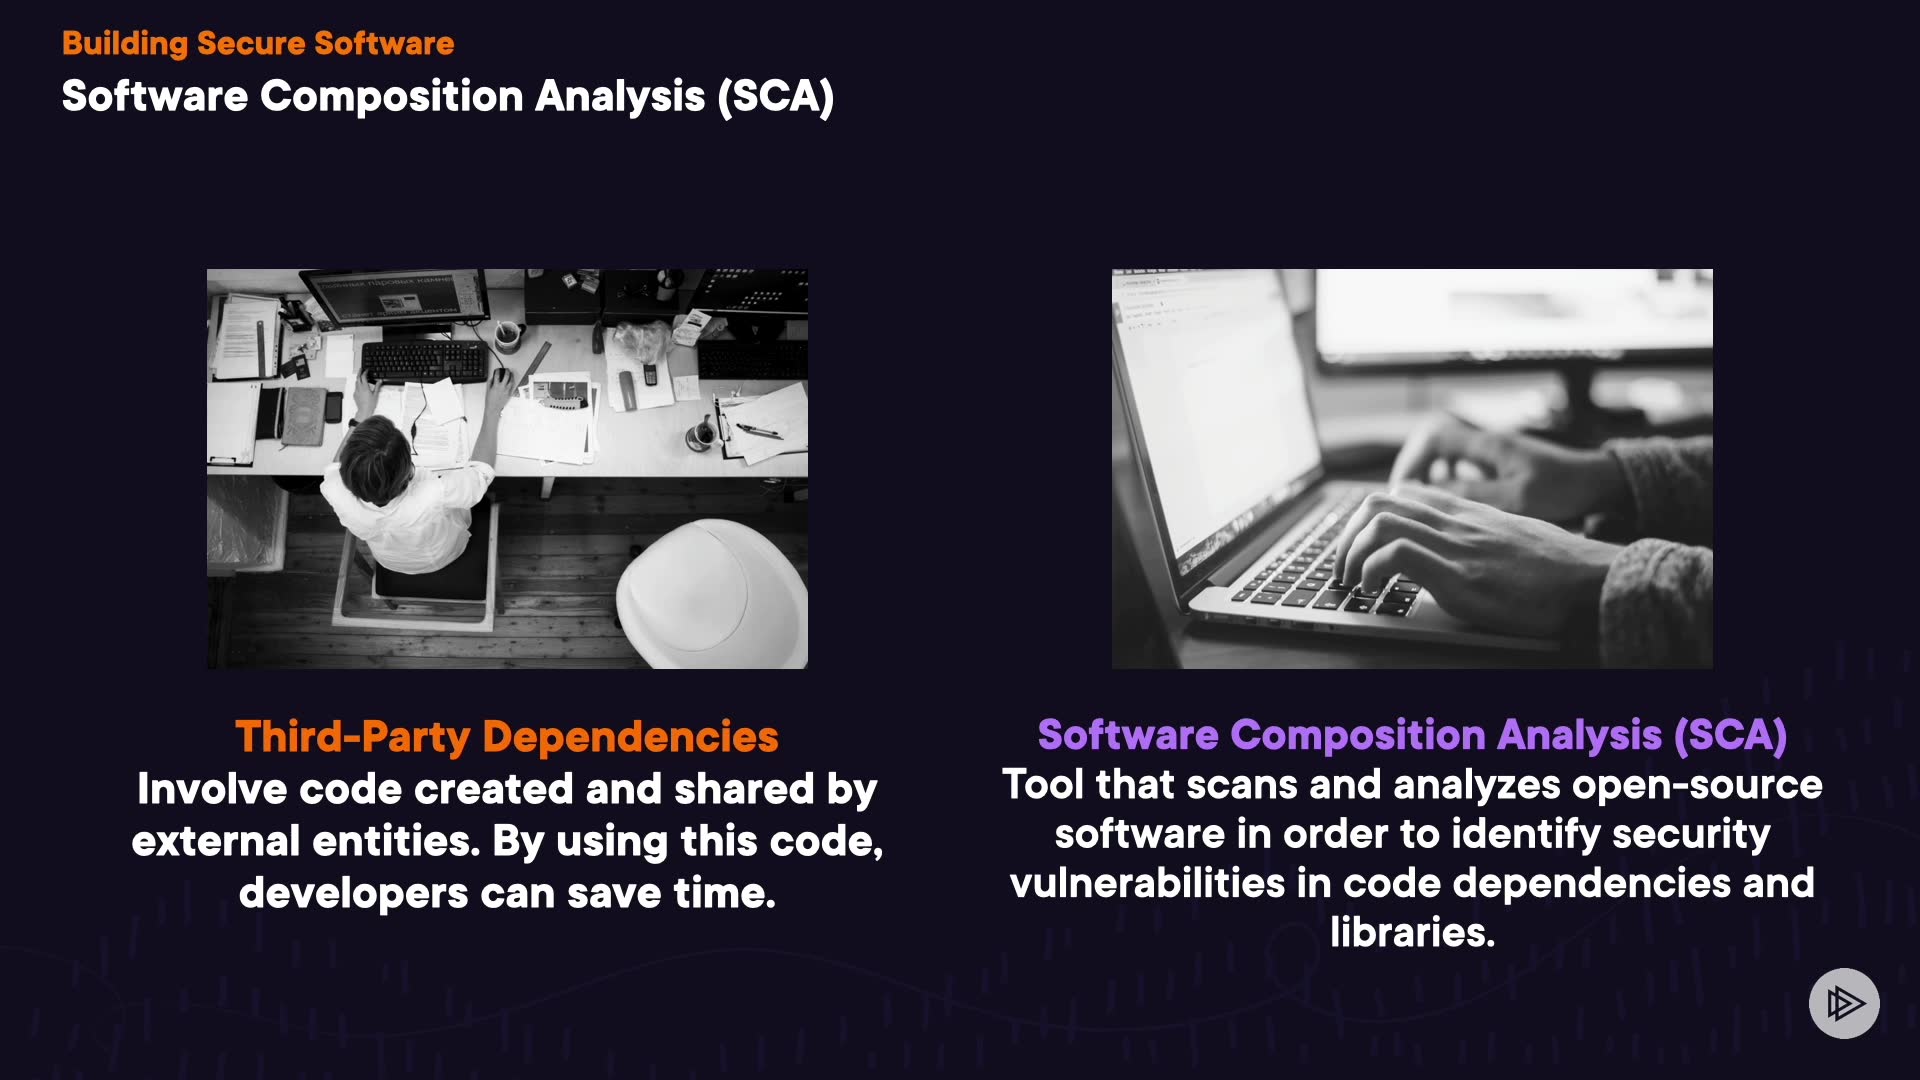 Building Secure Software
Software Composition Analysis (SCA)
Third-Party Dependencies
Involve code created and shared by
external entities. By using this code,
developers can save time.
Software Composition Analysis (SCA)
Tool that scans and analyzes open-source
software in order to identify security
vulnerabilities in code dependencies and
libraries.